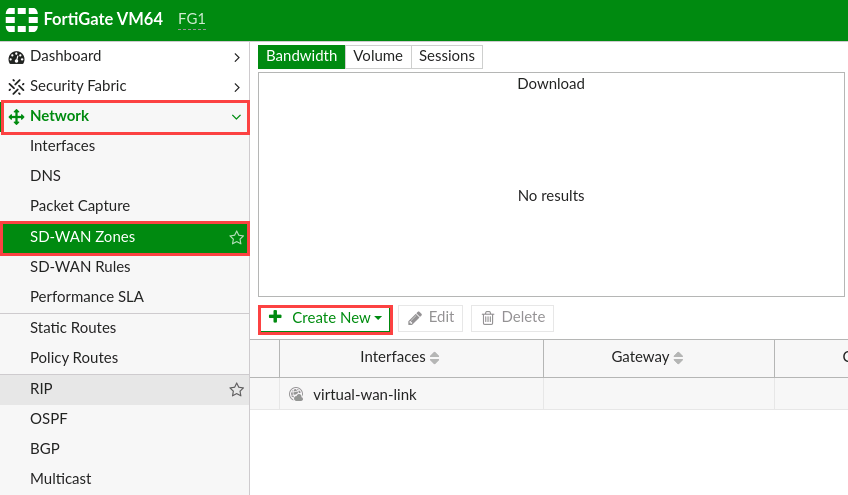 FortiGate VM64 FG1
Dashboard
Security Fabric
Network
Interfaces
DNS
Packet Capture
SD-WAN Zones
SD-WAN Rules
Performance SLA
Static Routes
Policy Routes
RIP
OSPF
BGP
Multicast
Bandwidth Volume Sessions
Download
No results
Create New Edit Delete
Interfaces Gateway
virtual-wan-link